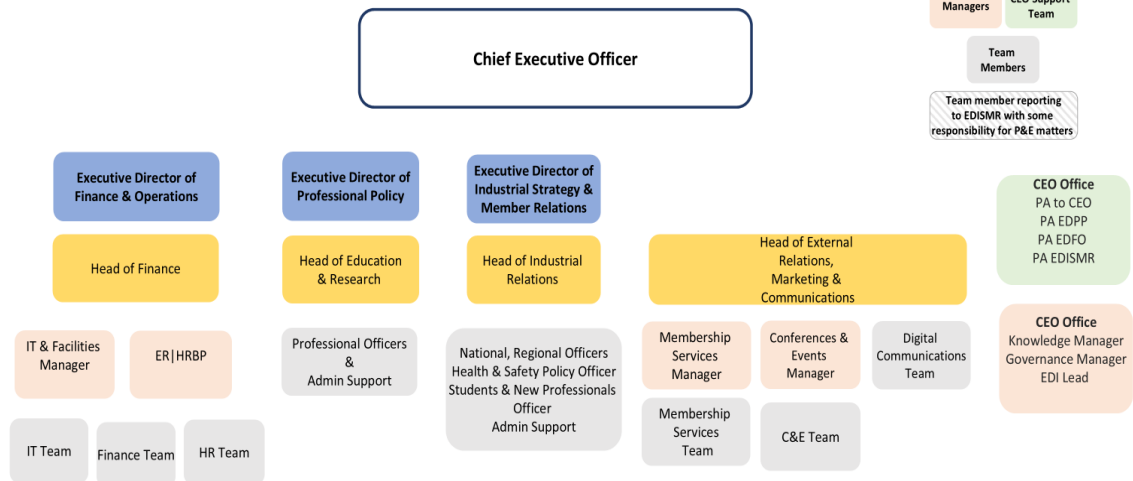 Managers
CEO Support
Team
Team
Members
Team member reporting
to EDISMR with some
responsibility for P&E matters
Chief Executive Officer
Executive Director of
Finance & Operations
Executive Director of
Professional Policy
Executive Director of
Industrial Strategy &
Member Relations
Head of Finance
Head of Education
& Research
Head of Industrial
Relations
Head of External
Relations,
Marketing &
Communications
CEO Office
PA to CEO
PA EDPP
PA EDFO
PA EDISMR
IT & Facilities
Manager
ER|HRBP
Professional Officers
&
Admin Support
National, Regional Officers
Health & Safety Policy Officer
Students & New Professionals
Officer
Admin Support
Membership
Services
Manager
Conferences &
Events
Manager
Digital
Communications
Team
CEO Office
Knowledge Manager
Governance Manager
EDI Lead
IT Team
Finance Team
HR Team
Membership
Services
Team
C&E Team